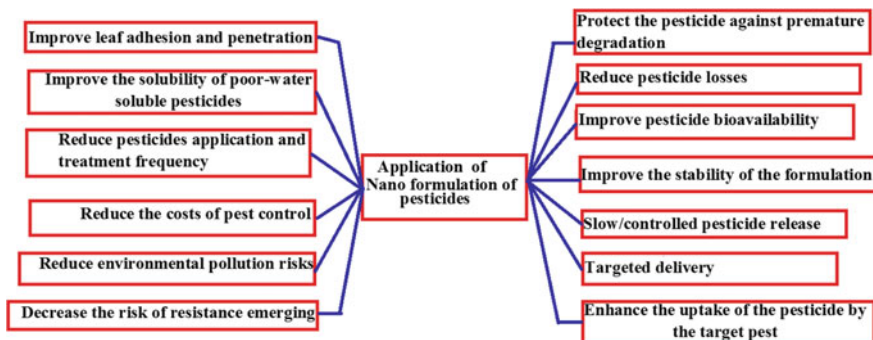 Improve leaf adhesion and penetration
Improve the solubility of poor-water
soluble pesticides
Reduce pesticides application and
treatment frequency
Reduce the costs of pest control
Reduce environmental pollution risks
Decrease the risk of resistance emerging
Application of
Nano formulation of
pesticides
Protect the pesticide against premature
degradation
Reduce pesticide losses
Improve pesticide bioavailability
Improve the stability of the formulation
Slow/controlled pesticide release
Targeted delivery
Enhance the uptake of the pesticide by
the target pest